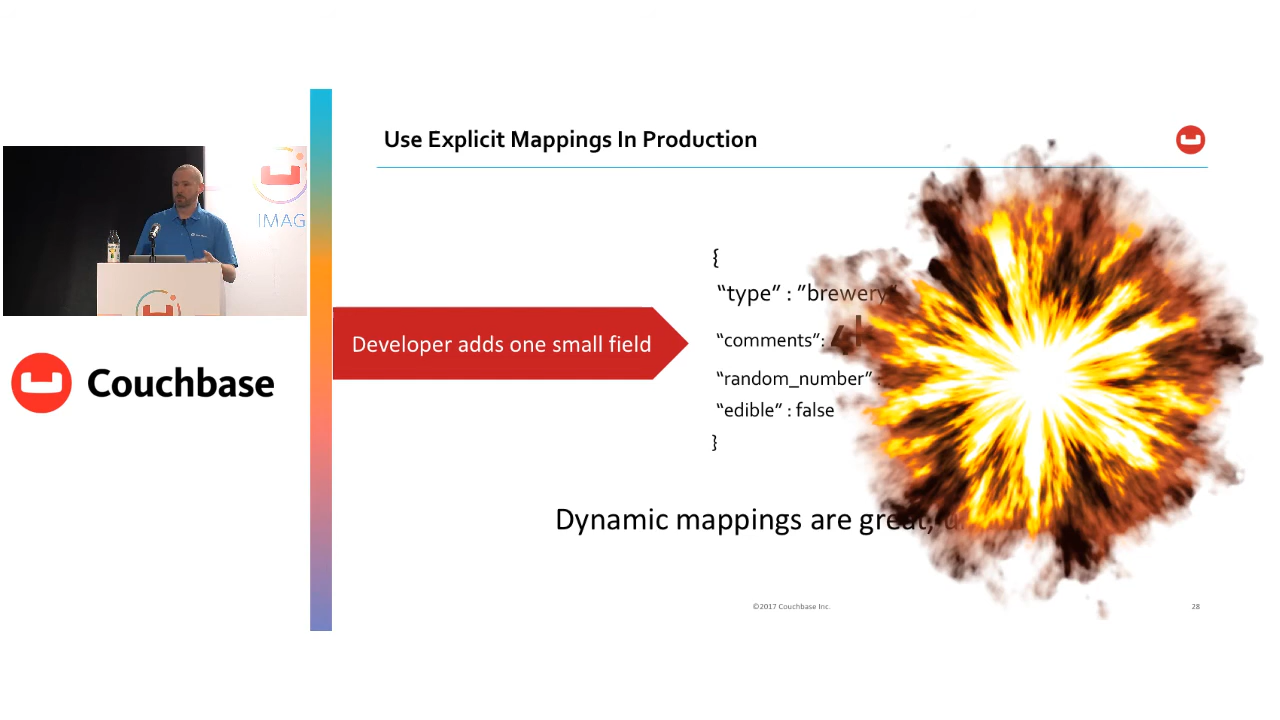 Use Explicit Mappings In Production
IMAG
Couchbase
Developer adds one small field
{
“type” : ”brewery”
“comments”:
“random_number” :
“edible” : false
}
Dynamic mappings are great,
©2017 Couchbase Inc.
28